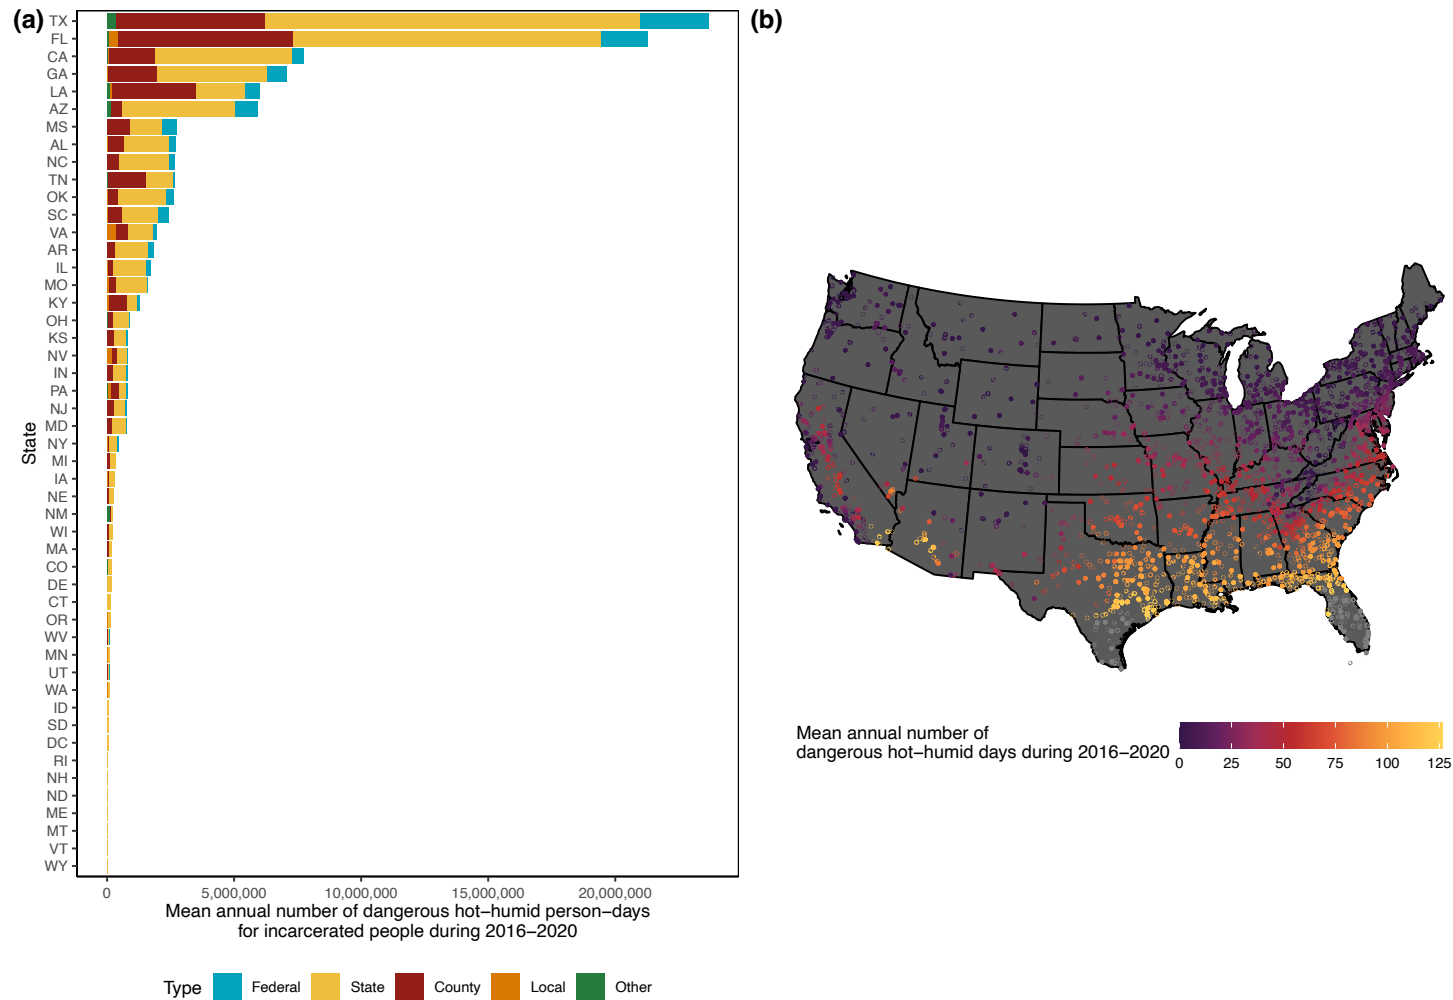 (a)
TX
FL
CA
GA
LA
AZ
MS
AL
NC
TN
OK
SC
VA
AR
IL
MO
KY
OH
KS
NV
IN
PA
NJ
MD
NY
MI
IA
NE
NM
WI
MA
CO
DE
CT
OR
WV
MN
UT
WA
ID
SD
DC
RI
NH
ND
ME
MT
VT
WY
State
0 5,000,000 10,000,000 15,000,000 20,000,000
Mean annual number of dangerous hot−humid person−days
for incarcerated people during 2016−2020
Type Federal State County Local Other
(b)
Mean annual number of
dangerous hot−humid days during 2016−2020
0 25 50 75 100 125